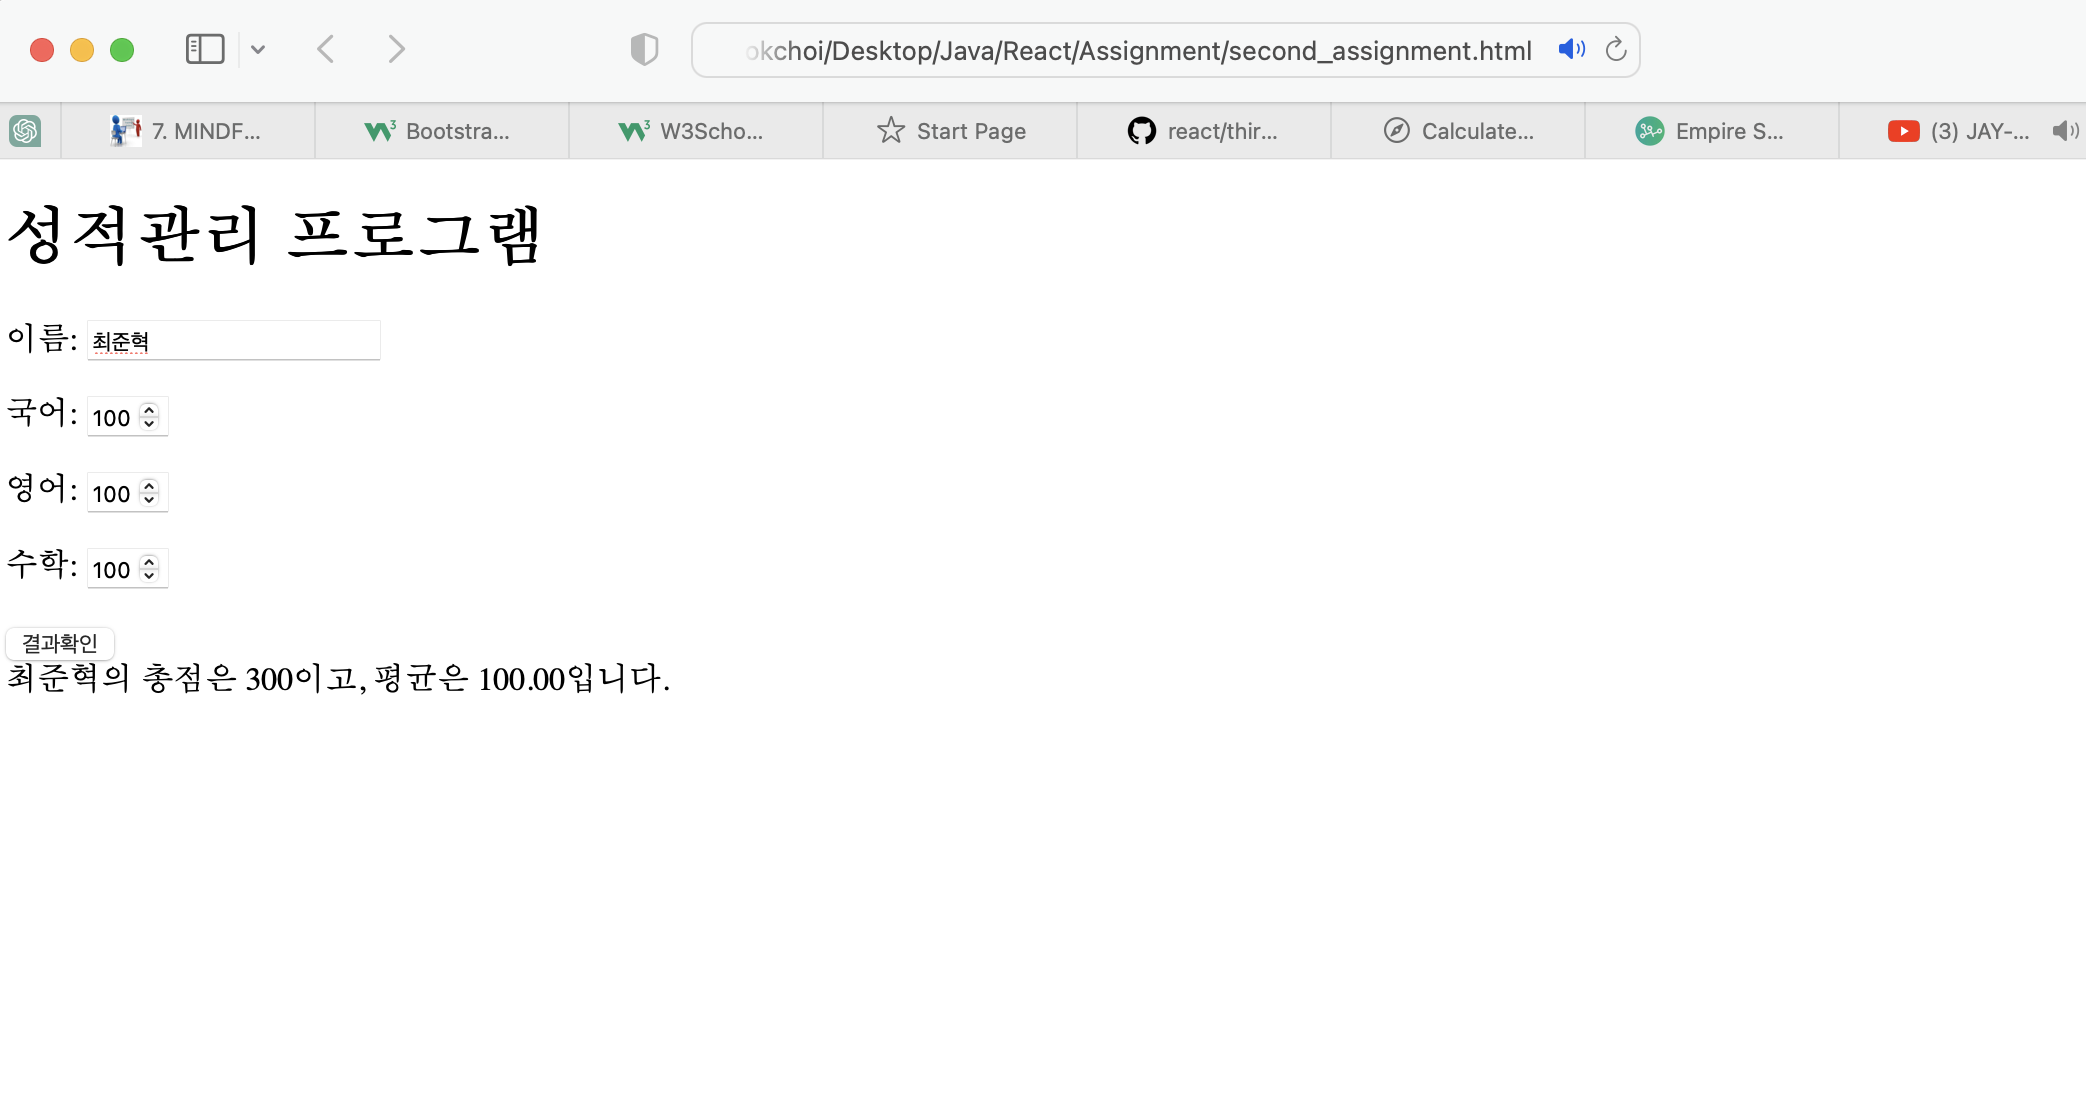 okchoi/Desktop/Java/React/Assignment/second_assignment.html
7. MINDF... Bootstra... W3Scho... Start Page react/thir... Calculate... Empire S... (3) JAY-...
성적관리 프로그램
이름: 최준혁
국어: 100
영어: 100
수학: 100
결과확인
최준혁의 총점은 300이고, 평균은 100.00입니다.